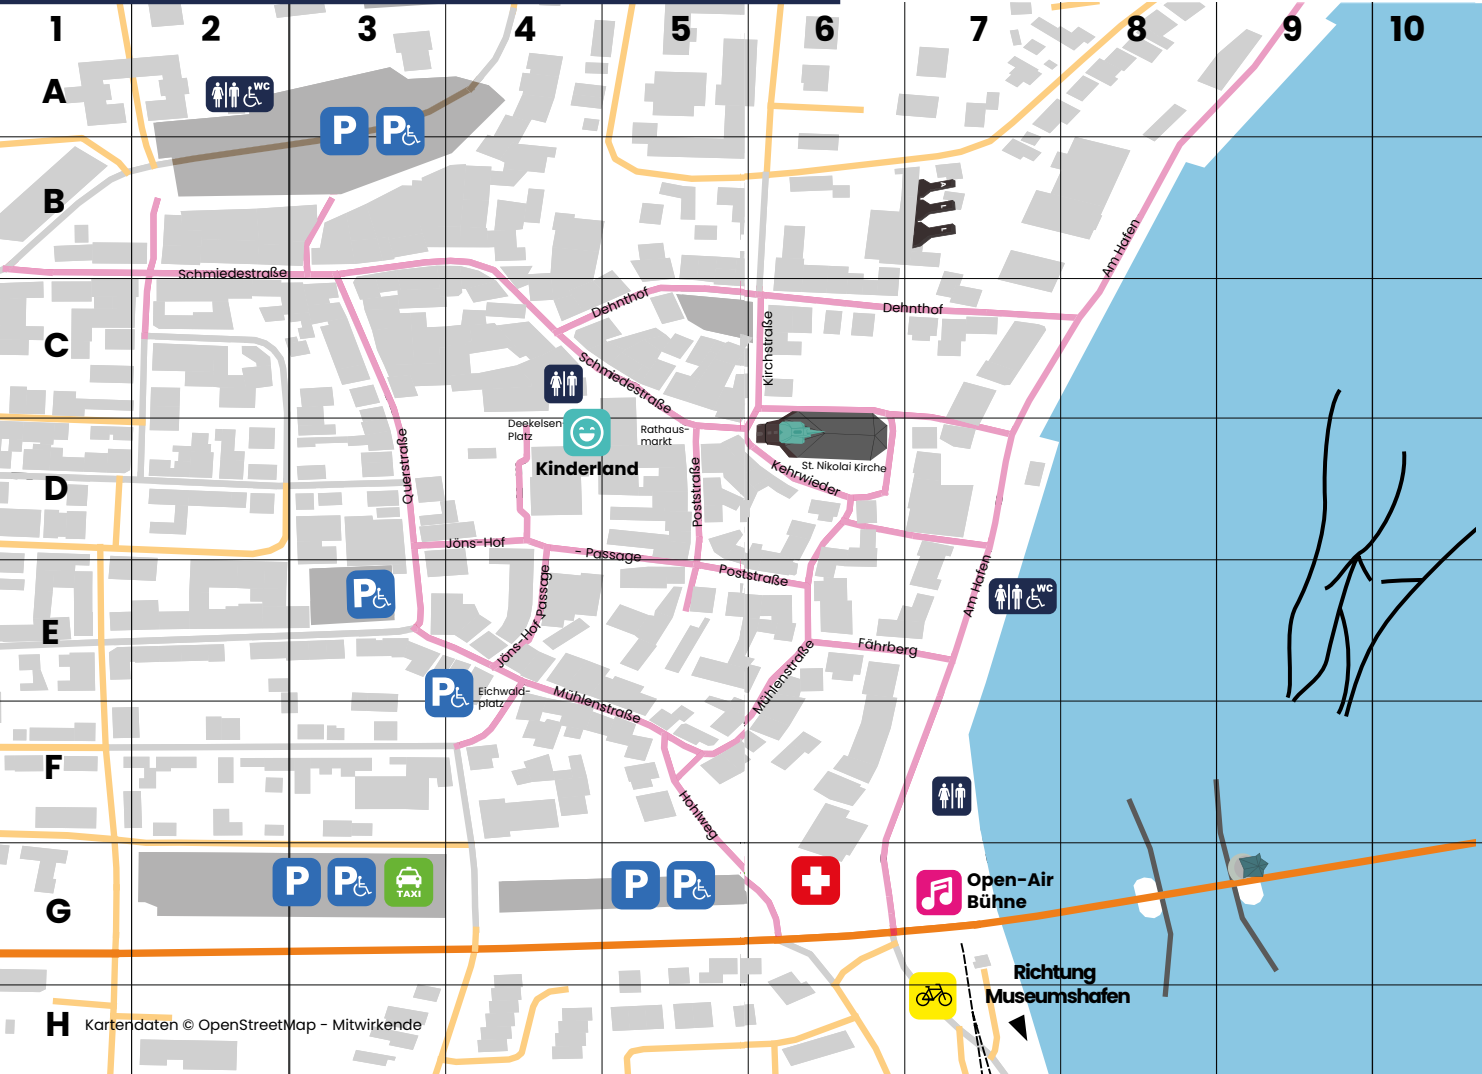 1 2 3 4 5 6 7 8 9 10
A
WC
P P
B
Am Hafen
Schmiedestraße
Dehnthof
Dehnthof
C
Kirchstraße
Schmiedestraße
Deekelsen-
Platz
Rathaus-
markt
Kinderland
St. Nikolai Kirche
Kehrwieder
D
Querstraße
Poststraße
Jöns-Hof
- Passage
Poststraße
P
Am Hafen
WC
E
Jöns-Hof Passage
Fährberg
Mühlenstraße
P
Eichwald-
platz
Mühlenstraße
F
Hohlweg
P P
TAXI
P P
Open-Air
Bühne
G
Richtung
Museumshafen
H
Kartendaten © OpenStreetMap - Mitwirkende